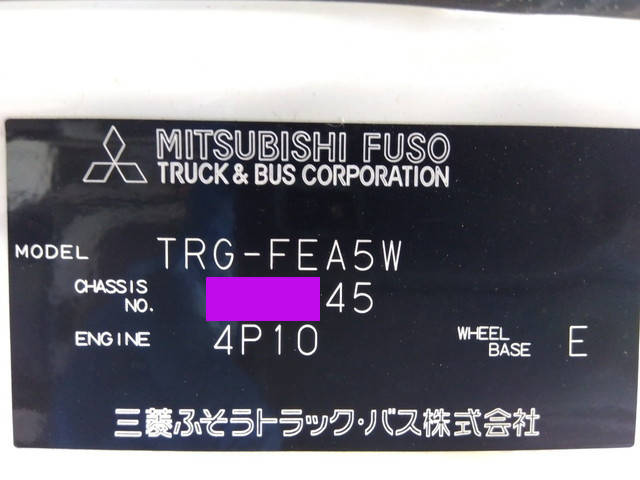 MITSUBISHI FUSO
TRUCK & BUS CORPORATION
MODEL TRG-FEA5W
CHASSIS NO. 45
ENGINE 4P10 WHEEL BASE E
三菱ふそうトラック・バス株式会社